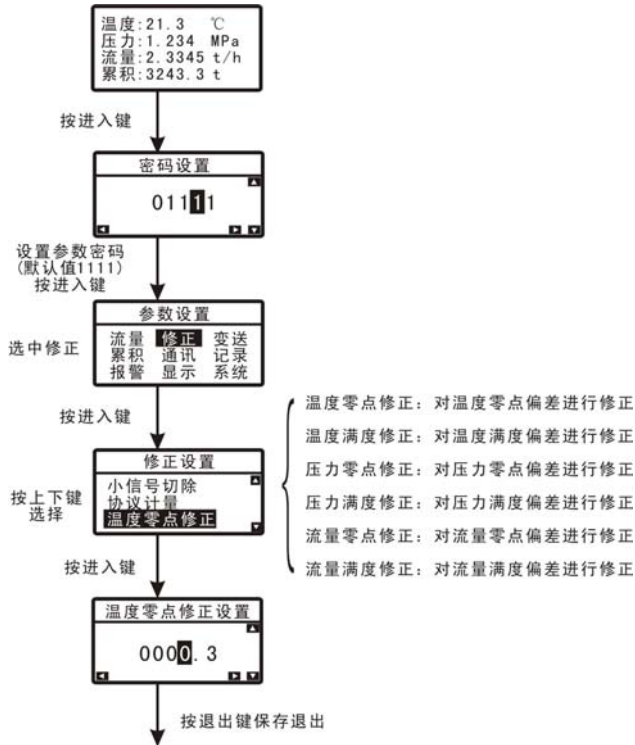 温度:21.3 ℃
压力:1.234 MPa
流量:2.3345 t/h
累积:3243.3 t
按进入键
密码设置
01111
设置参数密码
(默认值1111)
按进入键
参数设置
流量 修正 变送
累积 通讯 记录
报警 显示 系统
选中修正
按进入键
修正设置
小信号切除
协议计量
温度零点修正
按上下键
选择
温度零点修正：对温度零点偏差进行修正
温度满度修正：对温度满度偏差进行修正
压力零点修正：对压力零点偏差进行修正
压力满度修正：对压力满度偏差进行修正
流量零点修正：对流量零点偏差进行修正
流量满度修正：对流量满度偏差进行修正
按进入键
温度零点修正设置
0000.3
按退出键保存退出